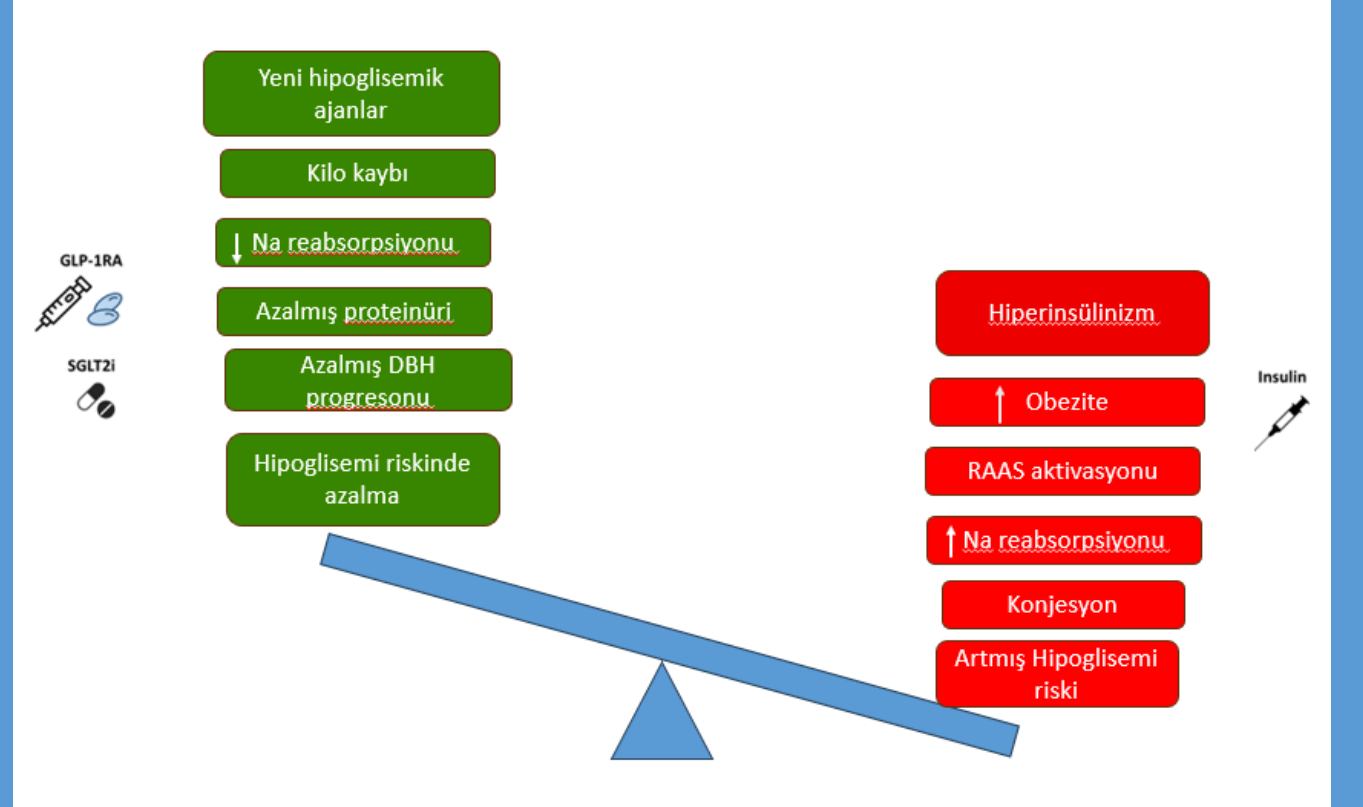 Yeni hipoglisemik
ajanlar
Kilo kaybı
↓ Na reabsorpsiyonu
GLP-1RA
Azalmış proteinüri
SGLT2i
Azalmış DBH
progresonu
Hipoglisemi riskinde
azalma
Hiperinsülinizm
Insulin
↑ Obezite
RAAS aktivasyonu
↑ Na reabsorpsiyonu
Konjesyon
Artmış Hipoglisemi
riski